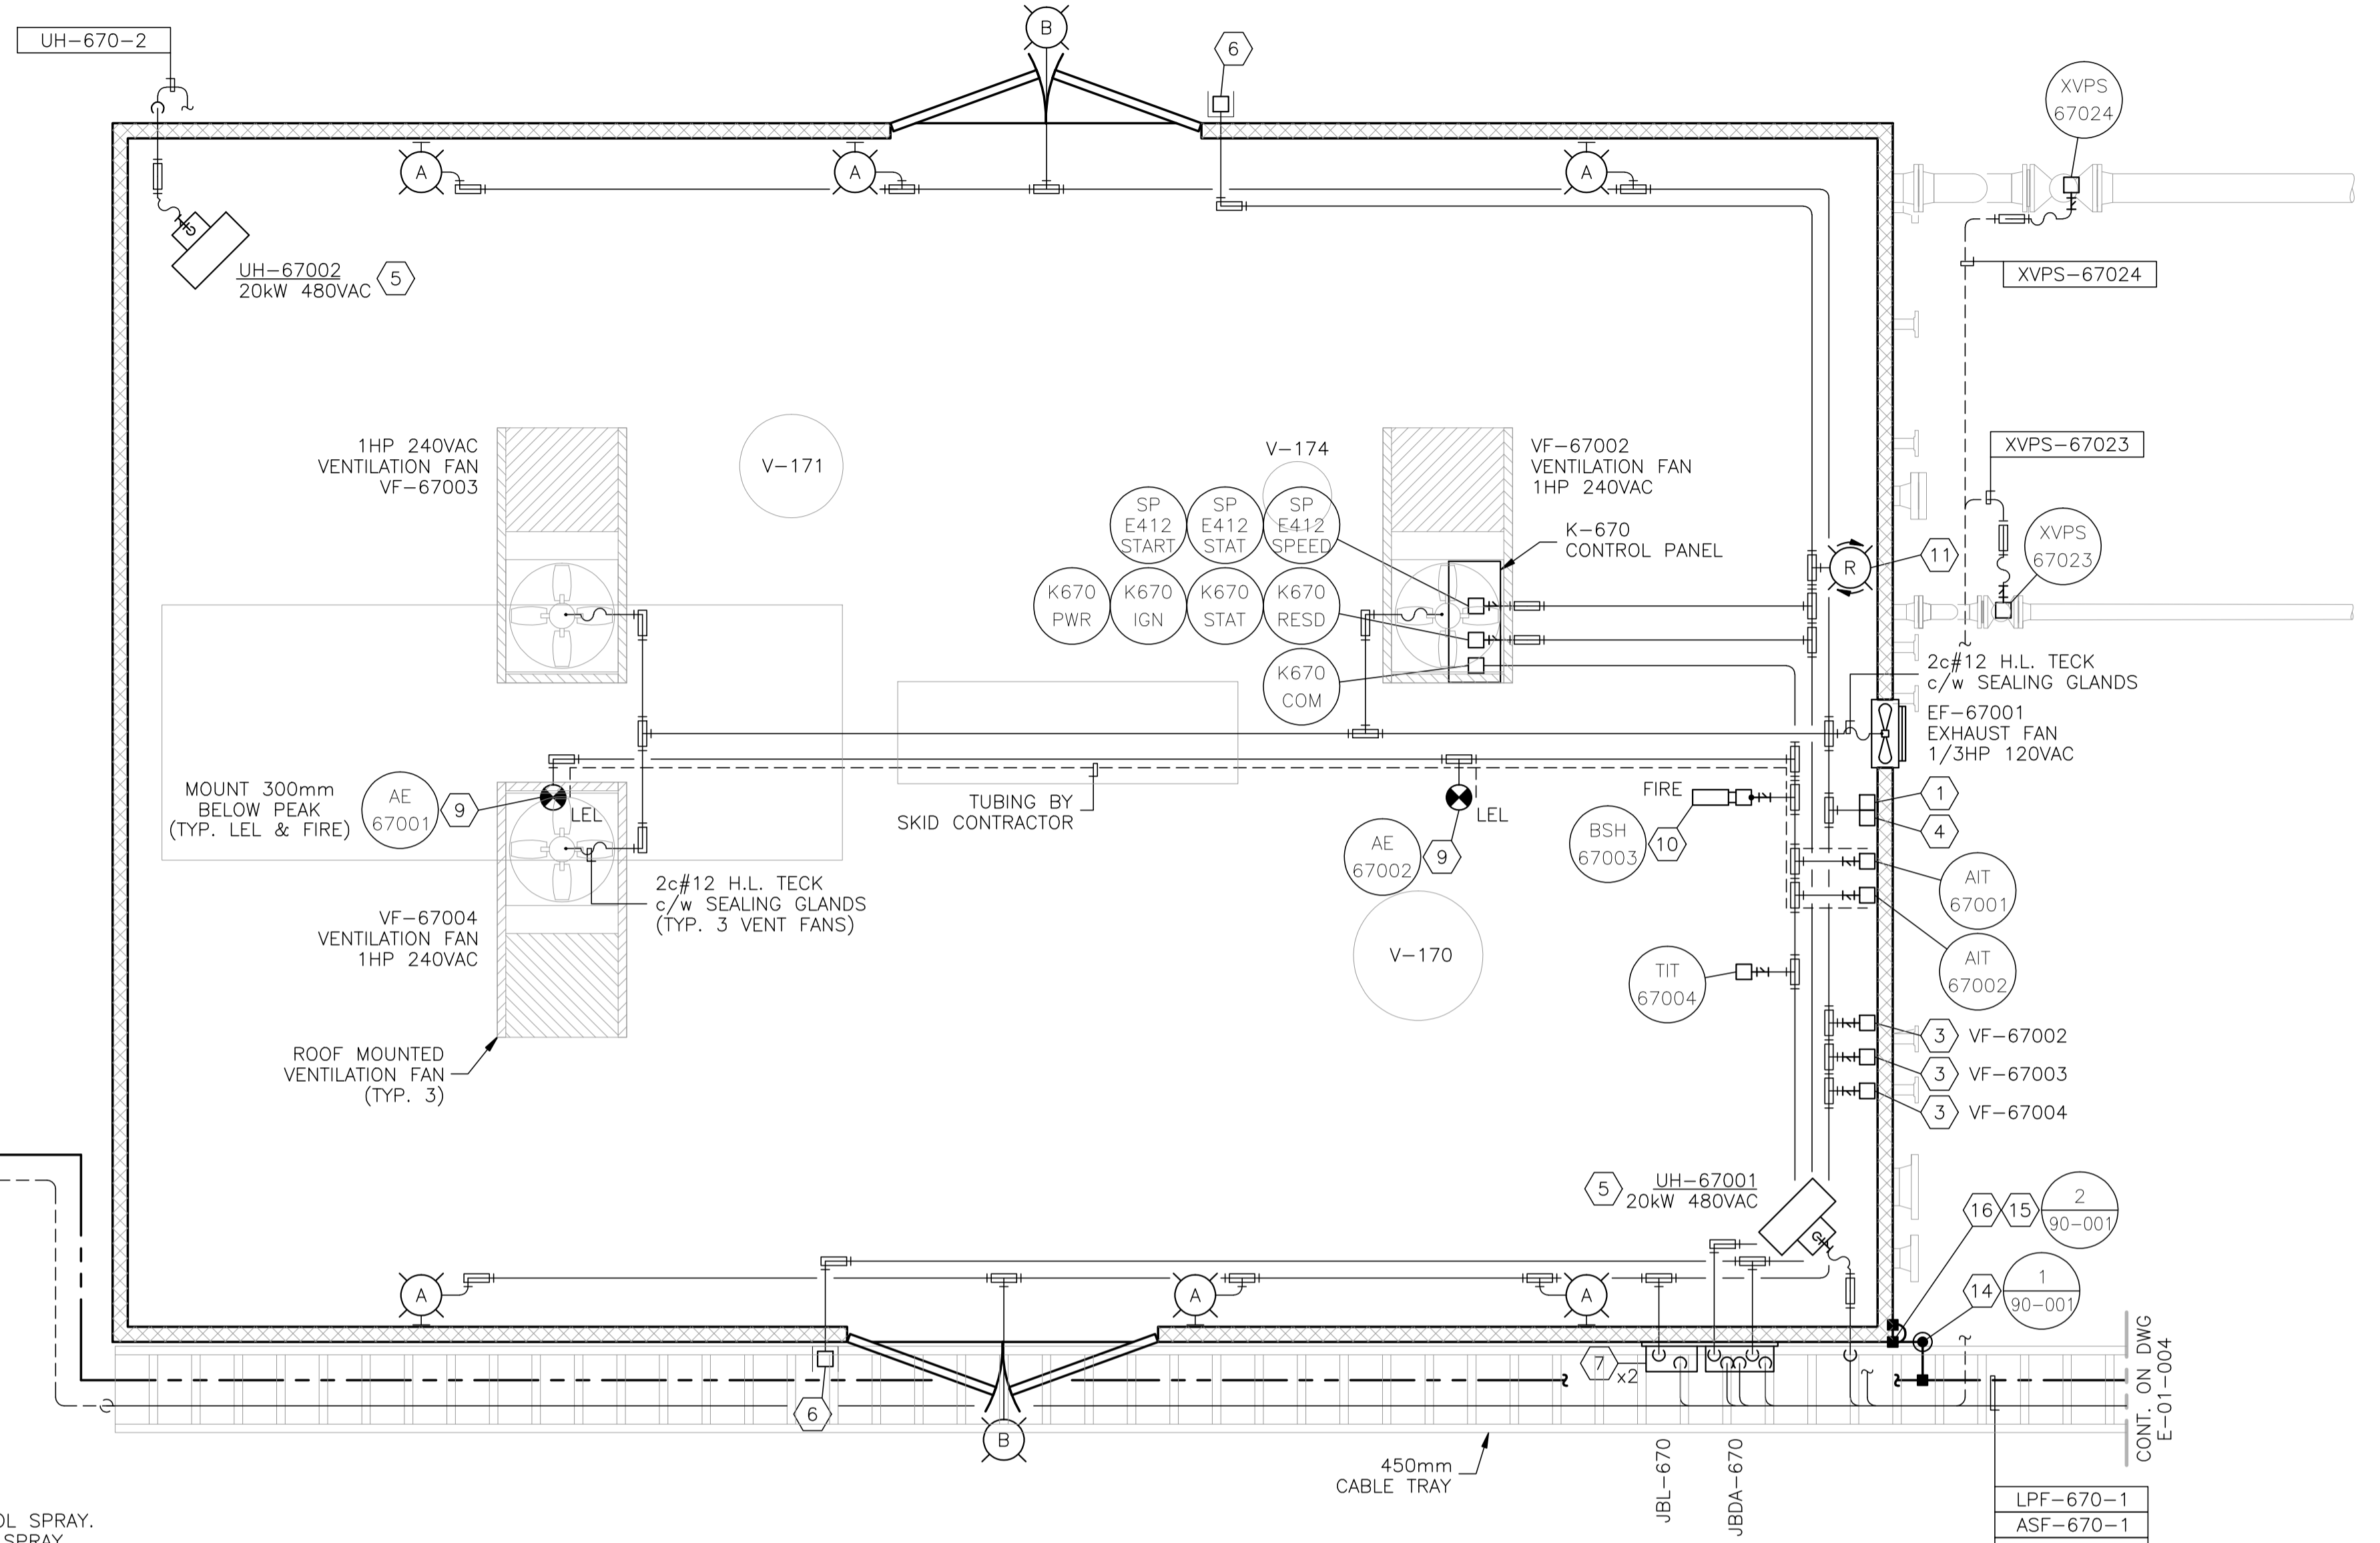 UH-670-2
B
6
XVPS
67024
A
A
A
UH-67002
20kW 480VAC
5
XVPS-67024
1HP 240VAC
VENTILATION FAN
VF-67003
V-171
V-174
VF-67002
VENTILATION FAN
1HP 240VAC
XVPS-67023
SP
E412
START
SP
E412
STAT
SP
E412
SPEED
K-670
CONTROL PANEL
XVPS
67023
R
11
K670
PWR
K670
IGN
K670
STAT
K670
RESD
K670
COM
2c#12 H.L. TECK
c/w SEALING GLANDS
EF-67001
EXHAUST FAN
1/3HP 120VAC
MOUNT 300mm
BELOW PEAK
(TYP. LEL & FIRE)
AE
67001
9
LEL
TUBING BY
SKID CONTRACTOR
LEL
AE
67002
9
FIRE
BSH
67003
10
1
4
AIT
67001
AIT
67002
2c#12 H.L. TECK
c/w SEALING GLANDS
(TYP. 3 VENT FANS)
VF-67004
VENTILATION FAN
1HP 240VAC
V-170
TIT
67004
ROOF MOUNTED
VENTILATION FAN
(TYP. 3)
3
VF-67002
3
VF-67003
3
VF-67004
5
UH-67001
20kW 480VAC
16
15
2
90-001
14
1
90-001
A
A
A
7
x2
6
B
450mm
CABLE TRAY
JBL-670
JBDA-670
CONT. ON DWG
E-011-004
LPF-670-1
ASF-670-1
OL SPRAY.
SPRAY